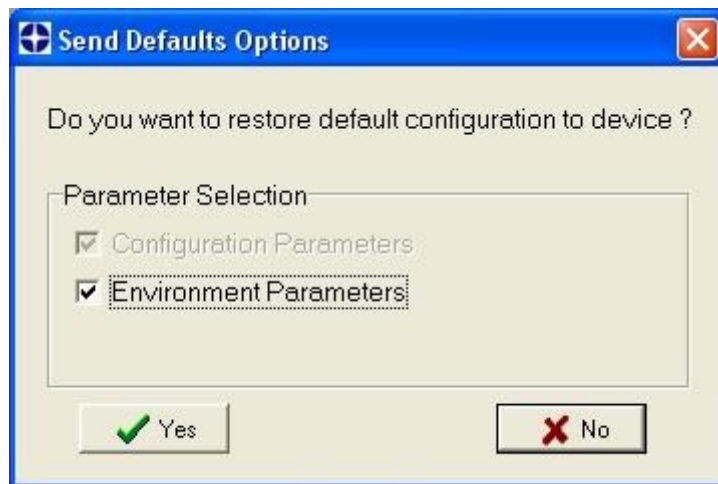 Send Defaults Options
Do you want to restore default configuration to device ?
Parameter Selection
Configuration Parameters
Environment Parameters
Yes
No